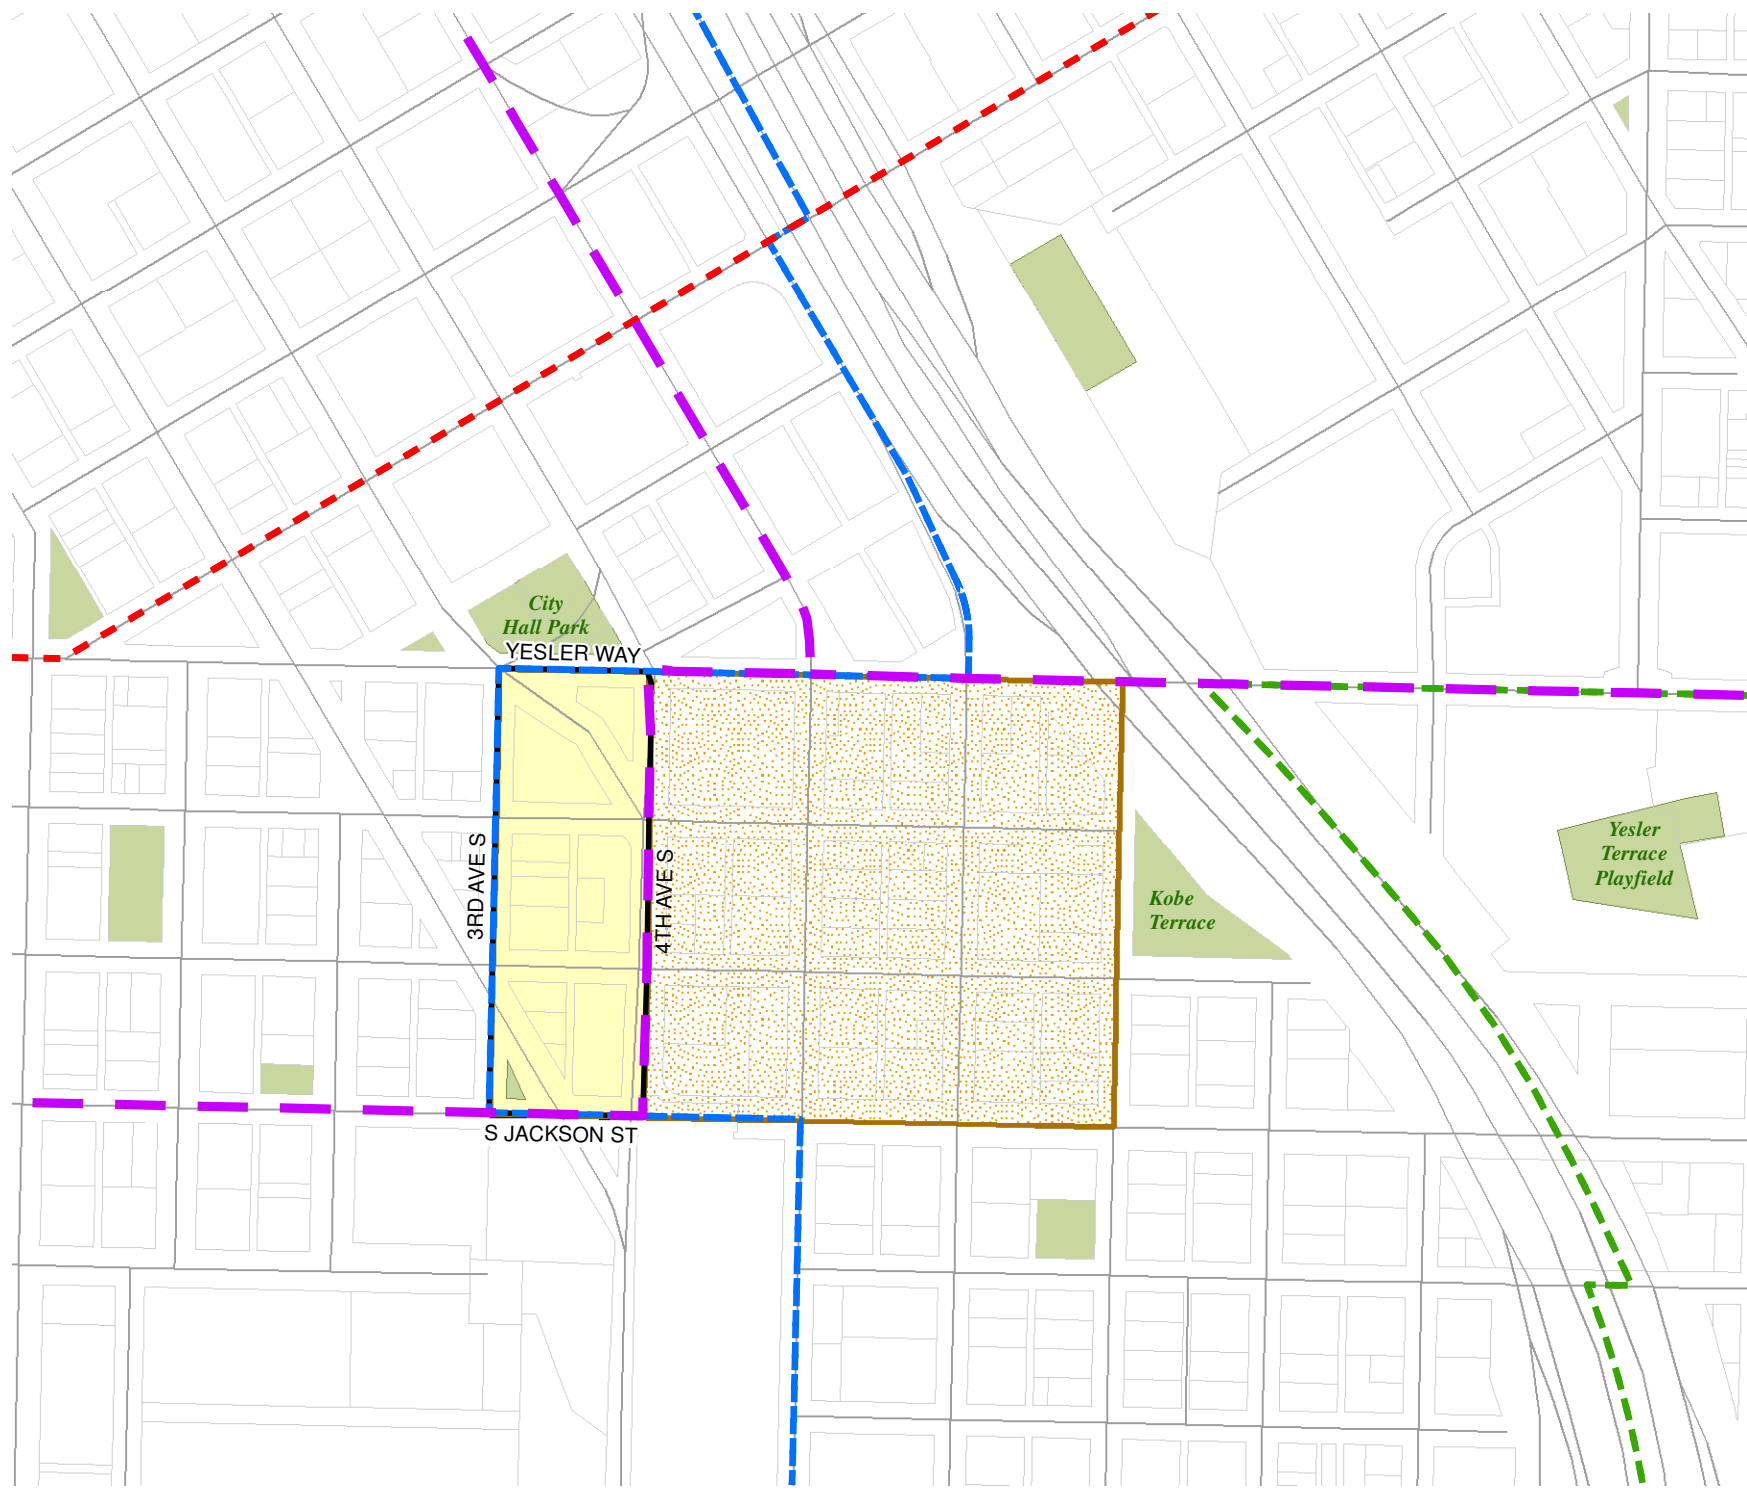 City
Hall Park
YESLER WAY
3RD AVE S
4TH AVE S
Yesler
Terrace
Playfield
Kobe
Terrace
S JACKSON ST